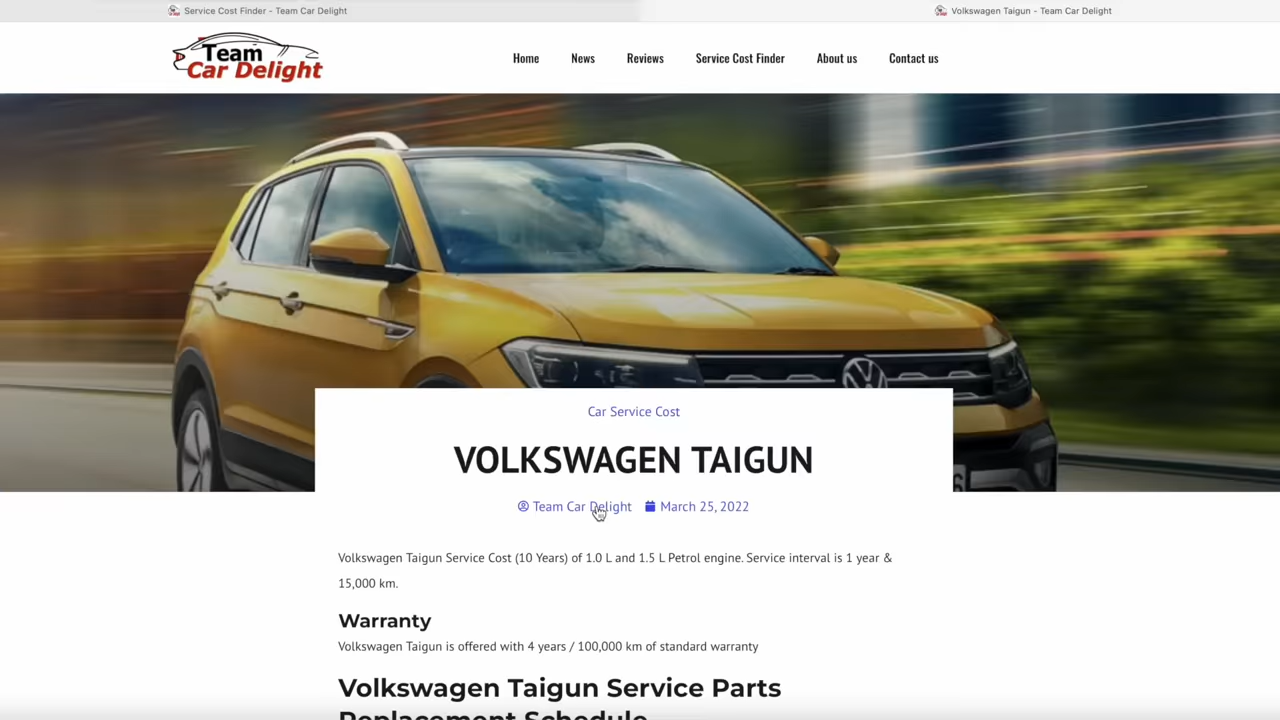 Service Cost Finder - Team Car Delight
Volkswagen Taigun - Team Car Delight
Team
Car Delight
Home
News
Reviews
Service Cost Finder
About us
Contact us
Car Service Cost
VOLKSWAGEN TAIGUN
Team Car Delight March 25, 2022
Volkswagen Taigun Service Cost (10 Years) of 1.0 L and 1.5 L Petrol engine. Service interval is 1 year &
15,000 km.
Warranty
Volkswagen Taigun is offered with 4 years / 100,000 km of standard warranty
Volkswagen Taigun Service Parts
Replacement Schedule